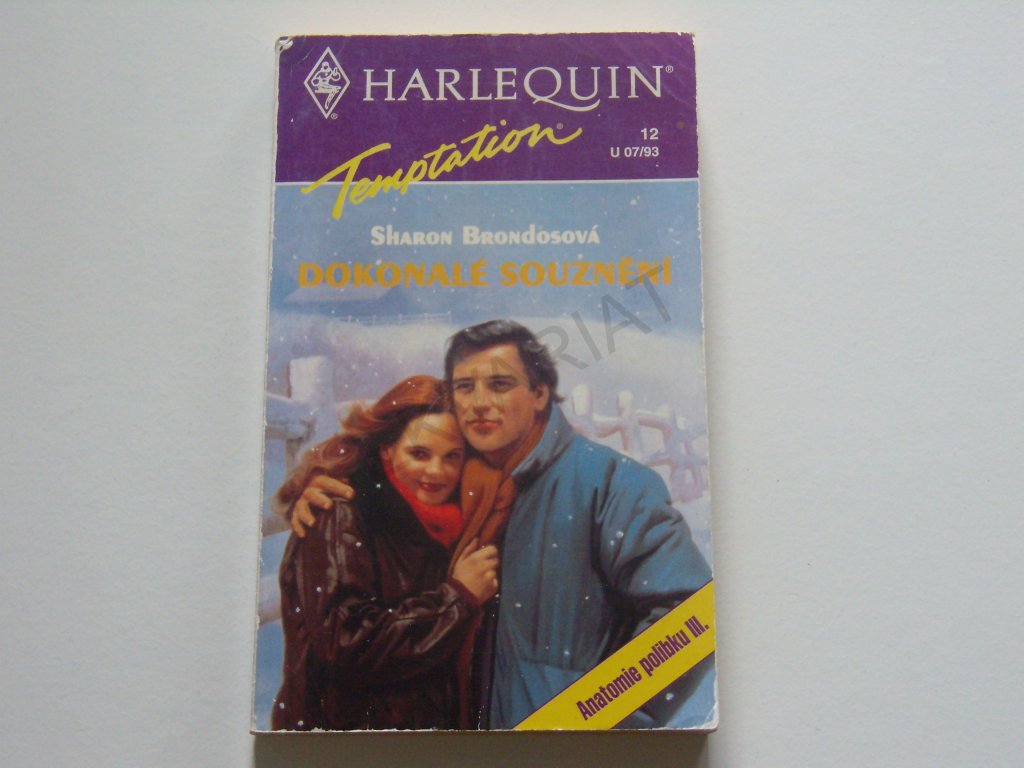 HARLEQUIN®
Temptation®
12
U 07/93
Sharon Brondosová
DOKONALÉ SOUZNĚNÍ
Anatomie polibku III.